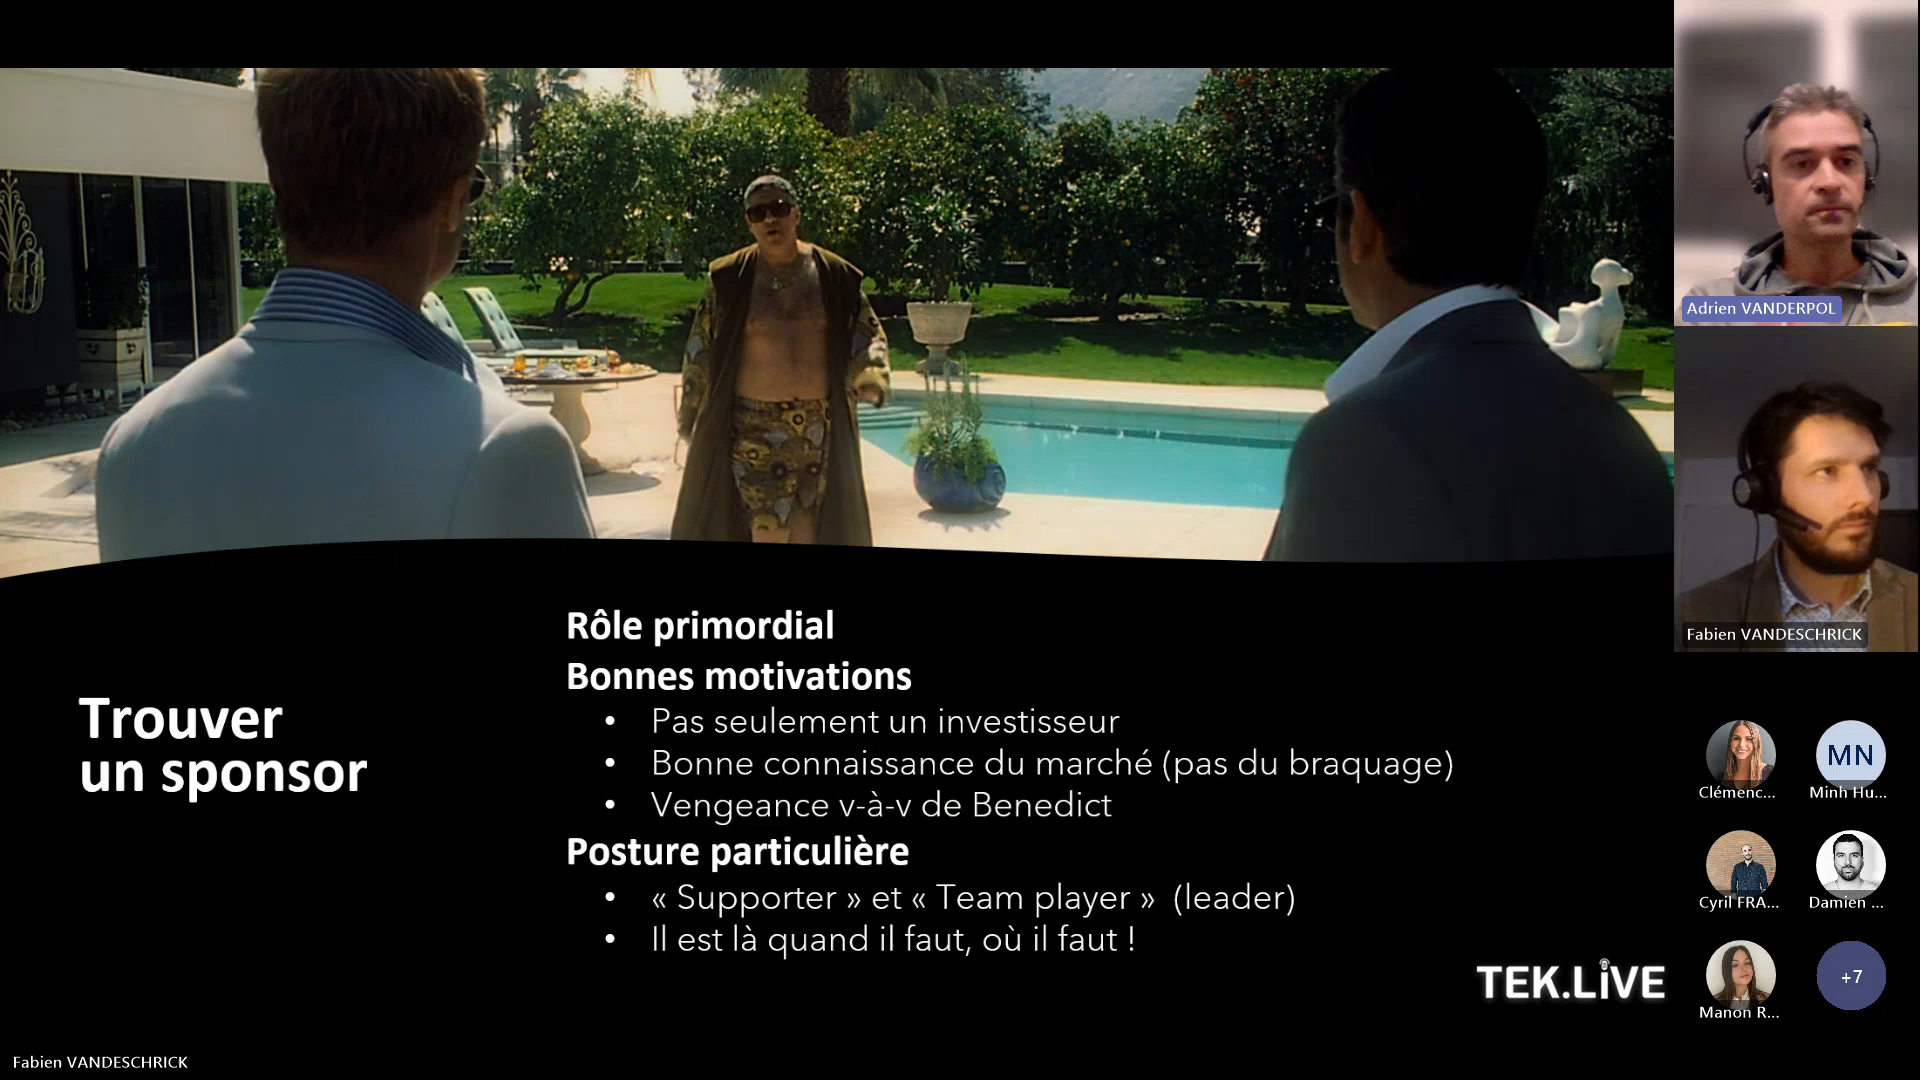 Trouver
un sponsor
Rôle primordial
Bonnes motivations
• Pas seulement un investisseur
• Bonne connaissance du marché (pas du braquage)
• Vengeance v-à-v de Benedict
Posture particulière
• « Supporter » et « Team player » (leader)
• Il est là quand il faut, où il faut !
TEK.LiVE
Fabien VANDESCHRICK
Adrien VANDERPOL
Fabien VANDESCHRICK
MN
Clémenc...
Minh Hu...
Cyril FRA...
Damien ...
Manon R...
+7